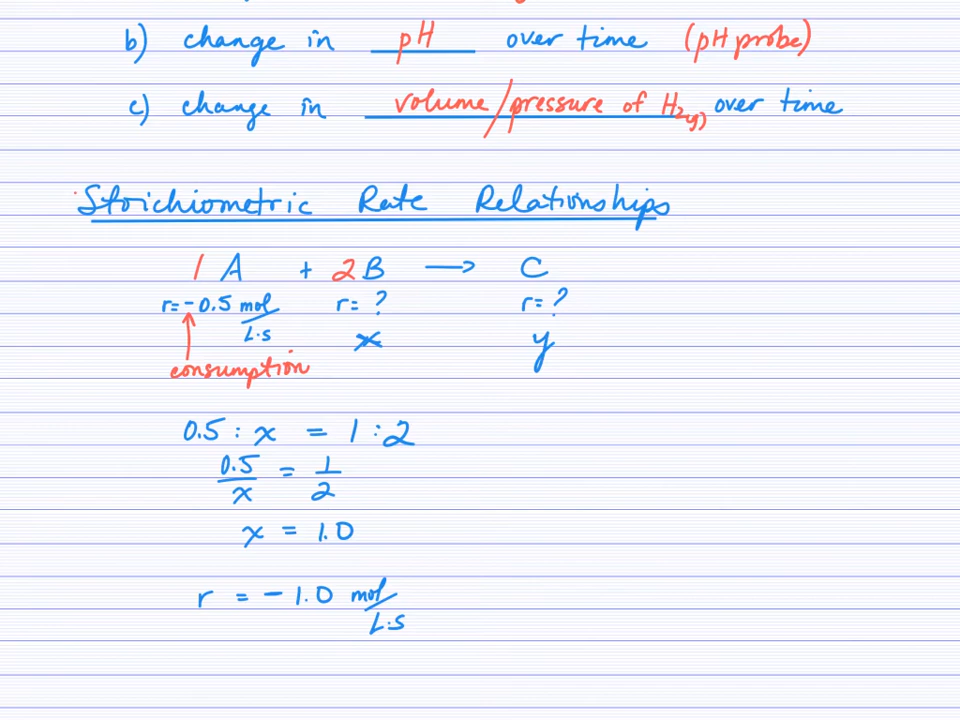 b) change in pH over time (pH probe)
c) change in volume/pressure of H2(g) over time
Stoichiometric Rate Relationships
1 A + 2 B → C
r = -0.5 mol/L·s r = ? r = ?
x y
consumption
0.5 : x = 1 : 2
0.5/x = 1/2
x = 1.0
r = -1.0 mol/L·s